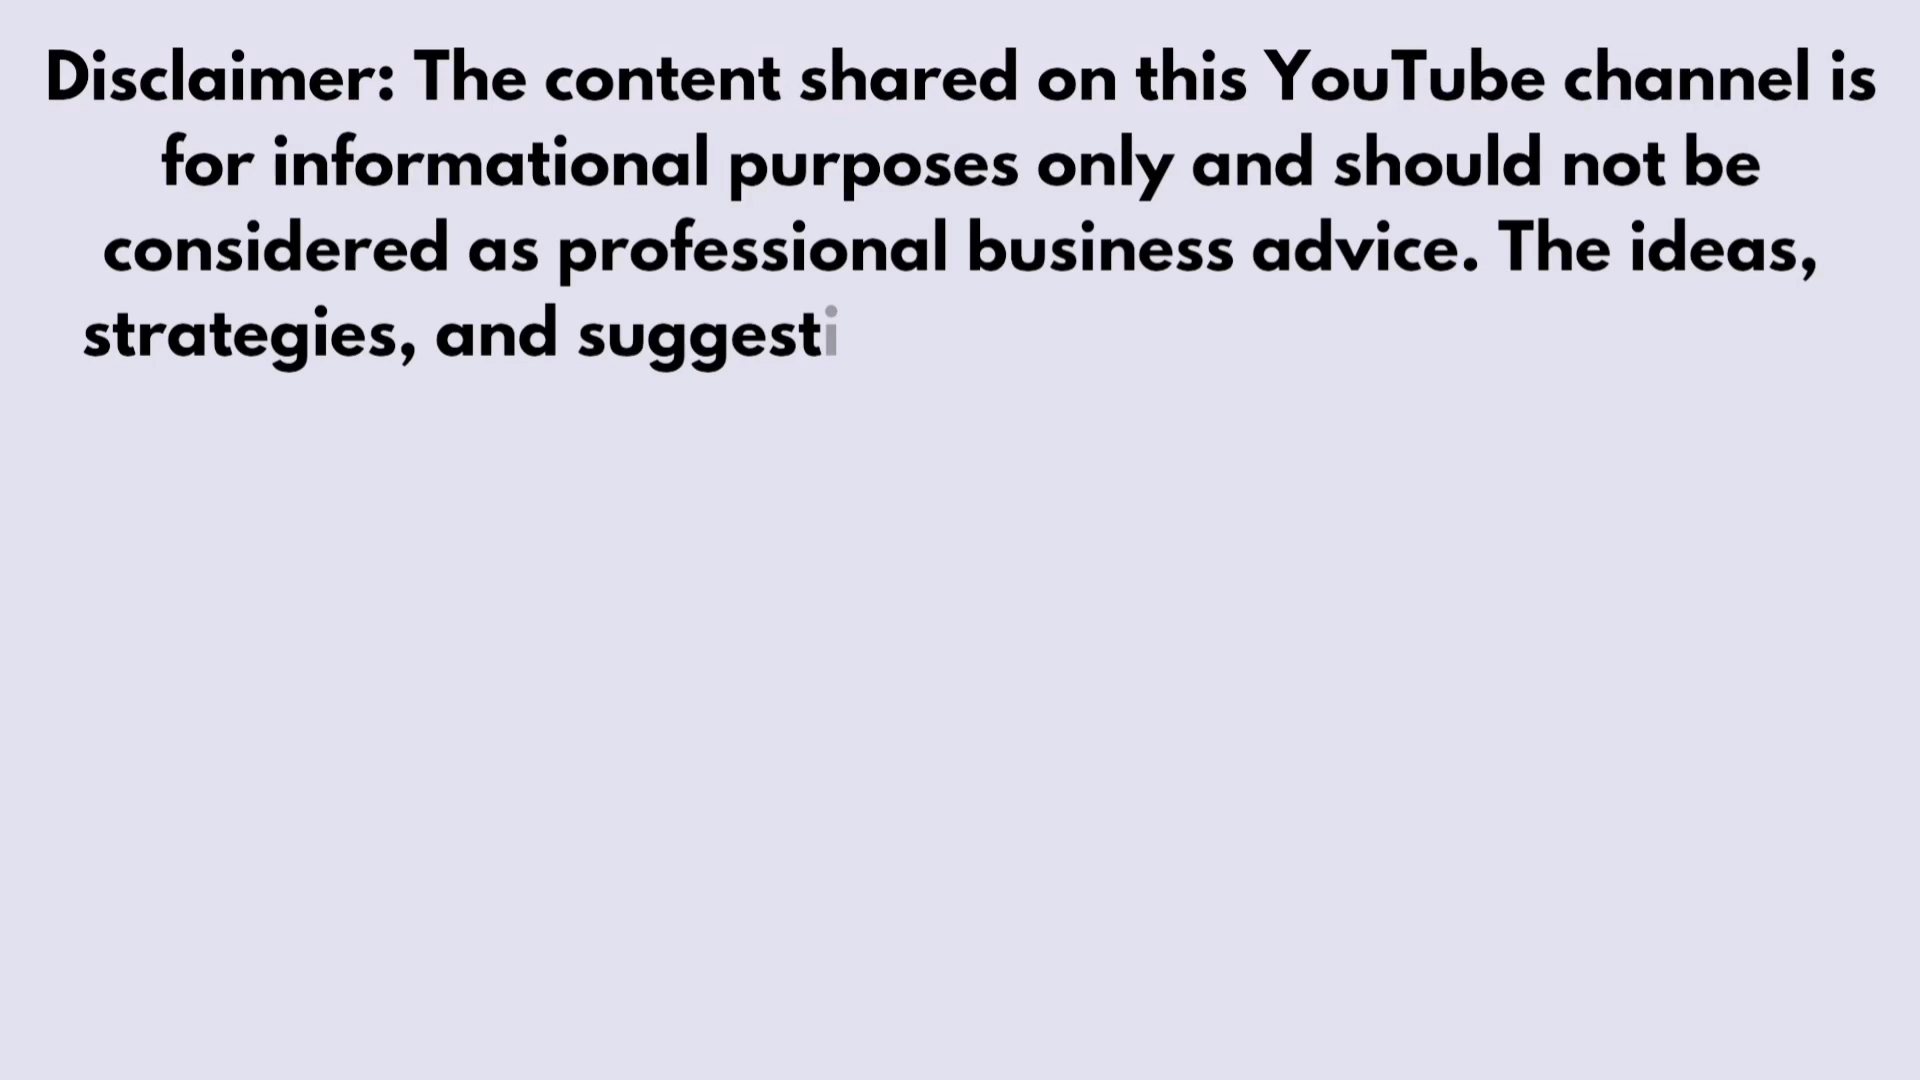 Disclaimer: The content shared on this YouTube channel is
for informational purposes only and should not be
considered as professional business advice. The ideas,
strategies, and suggesti